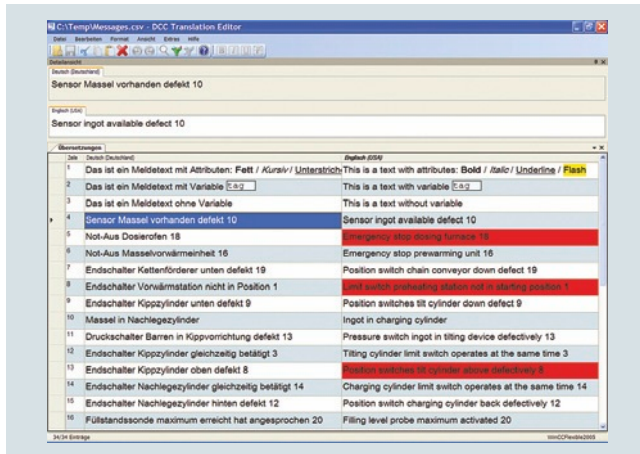 C:\Temp\Messages.csv - DCC Translation Editor
Datei Bearbeiten Format Ansicht Extras Hilfe
Dateiansicht
Deutsch (Deutschland)
Sensor Massel vorhanden defekt 10
Englisch (USA)
Sensor ingot available defect 10
Übersetzungen
Zeile Deutsch (Deutschland) Englisch (USA)
1 Das ist ein Meldetext mit Attributen: Fett / Kursiv / Unterstrich This is a text with attributes: Bold / Italic / Underline / Flash
2 Das ist ein Meldetext mit Variable tag This is a text with variable tag
3 Das ist ein Meldetext ohne Variable This is a text without variable
4 Sensor Massel vorhanden defekt 10 Sensor ingot available defect 10
5 Not-Aus Dosierofen 18 Emergency stop dosing furnace 18
6 Not-Aus Masselvorwärmeinheit 16 Emergency stop prewarming unit 16
7 Endschalter Kettenförderer unten defekt 19 Position switch chain conveyor down defect 19
8 Endschalter Vorwärmstation nicht in Position 1 Limit switch preheating station not in starting position 1
9 Endschalter Kippzylinder unten defekt 9 Position switches tilt cylinder down defect 9
10 Massel in Nachlegezylinder Ingot in charging cylinder
11 Druckschalter Barren in Kippvorrichtung defekt 13 Pressure switch ingot in tilting device defectively 13
12 Endschalter Kippzylinder gleichzeitig betätigt 3 Tilting cylinder limit switch operates at the same time 3
13 Endschalter Kippzylinder oben defekt 8 Position switches tilt cylinder above defectively 8
14 Endschalter Nachlegezylinder gleichzeitig betätigt 14 Charging cylinder limit switch operates at the same time 14
15 Endschalter Nachlegezylinder hinten defekt 12 Position switch charging cylinder back defectively 12
16 Füllstandssonde maximum erreicht hat angesprochen 20 Filling level probe maximum activated 20
34/34 Einträge WinCCFlexible2005